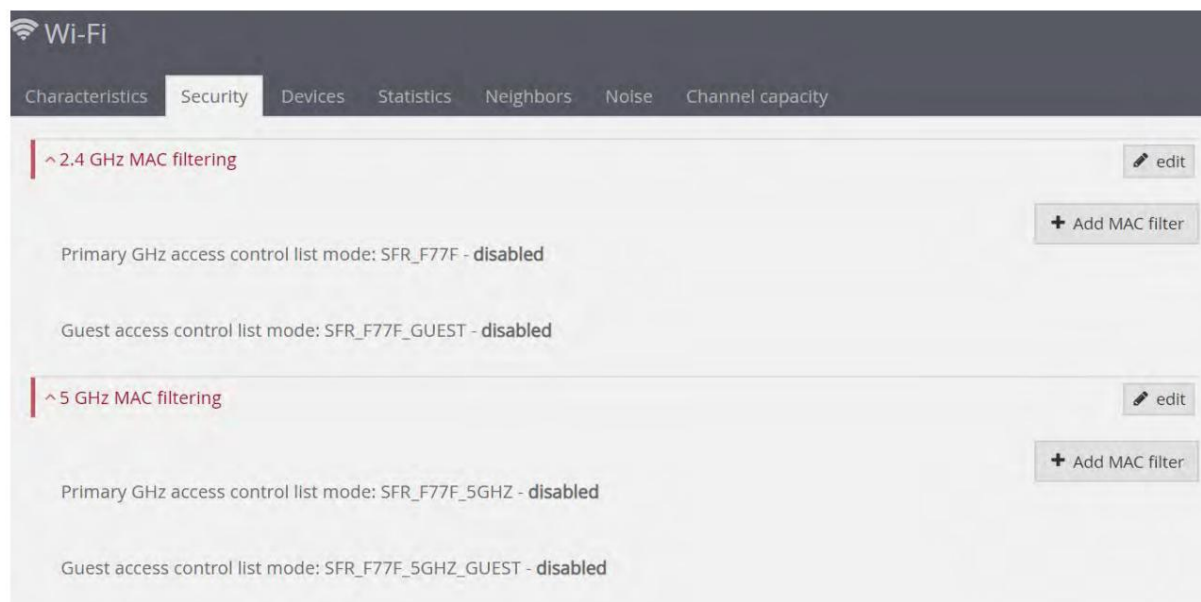 Wi-Fi
Characteristics Security Devices Statistics Neighbors Noise Channel capacity
2.4 GHz MAC filtering edit
+ Add MAC filter
Primary GHz access control list mode: SFR_F77F - disabled
Guest access control list mode: SFR_F77F_GUEST - disabled
5 GHz MAC filtering edit
+ Add MAC filter
Primary GHz access control list mode: SFR_F77F_5GHZ - disabled
Guest access control list mode: SFR_F77F_5GHZ_GUEST - disabled